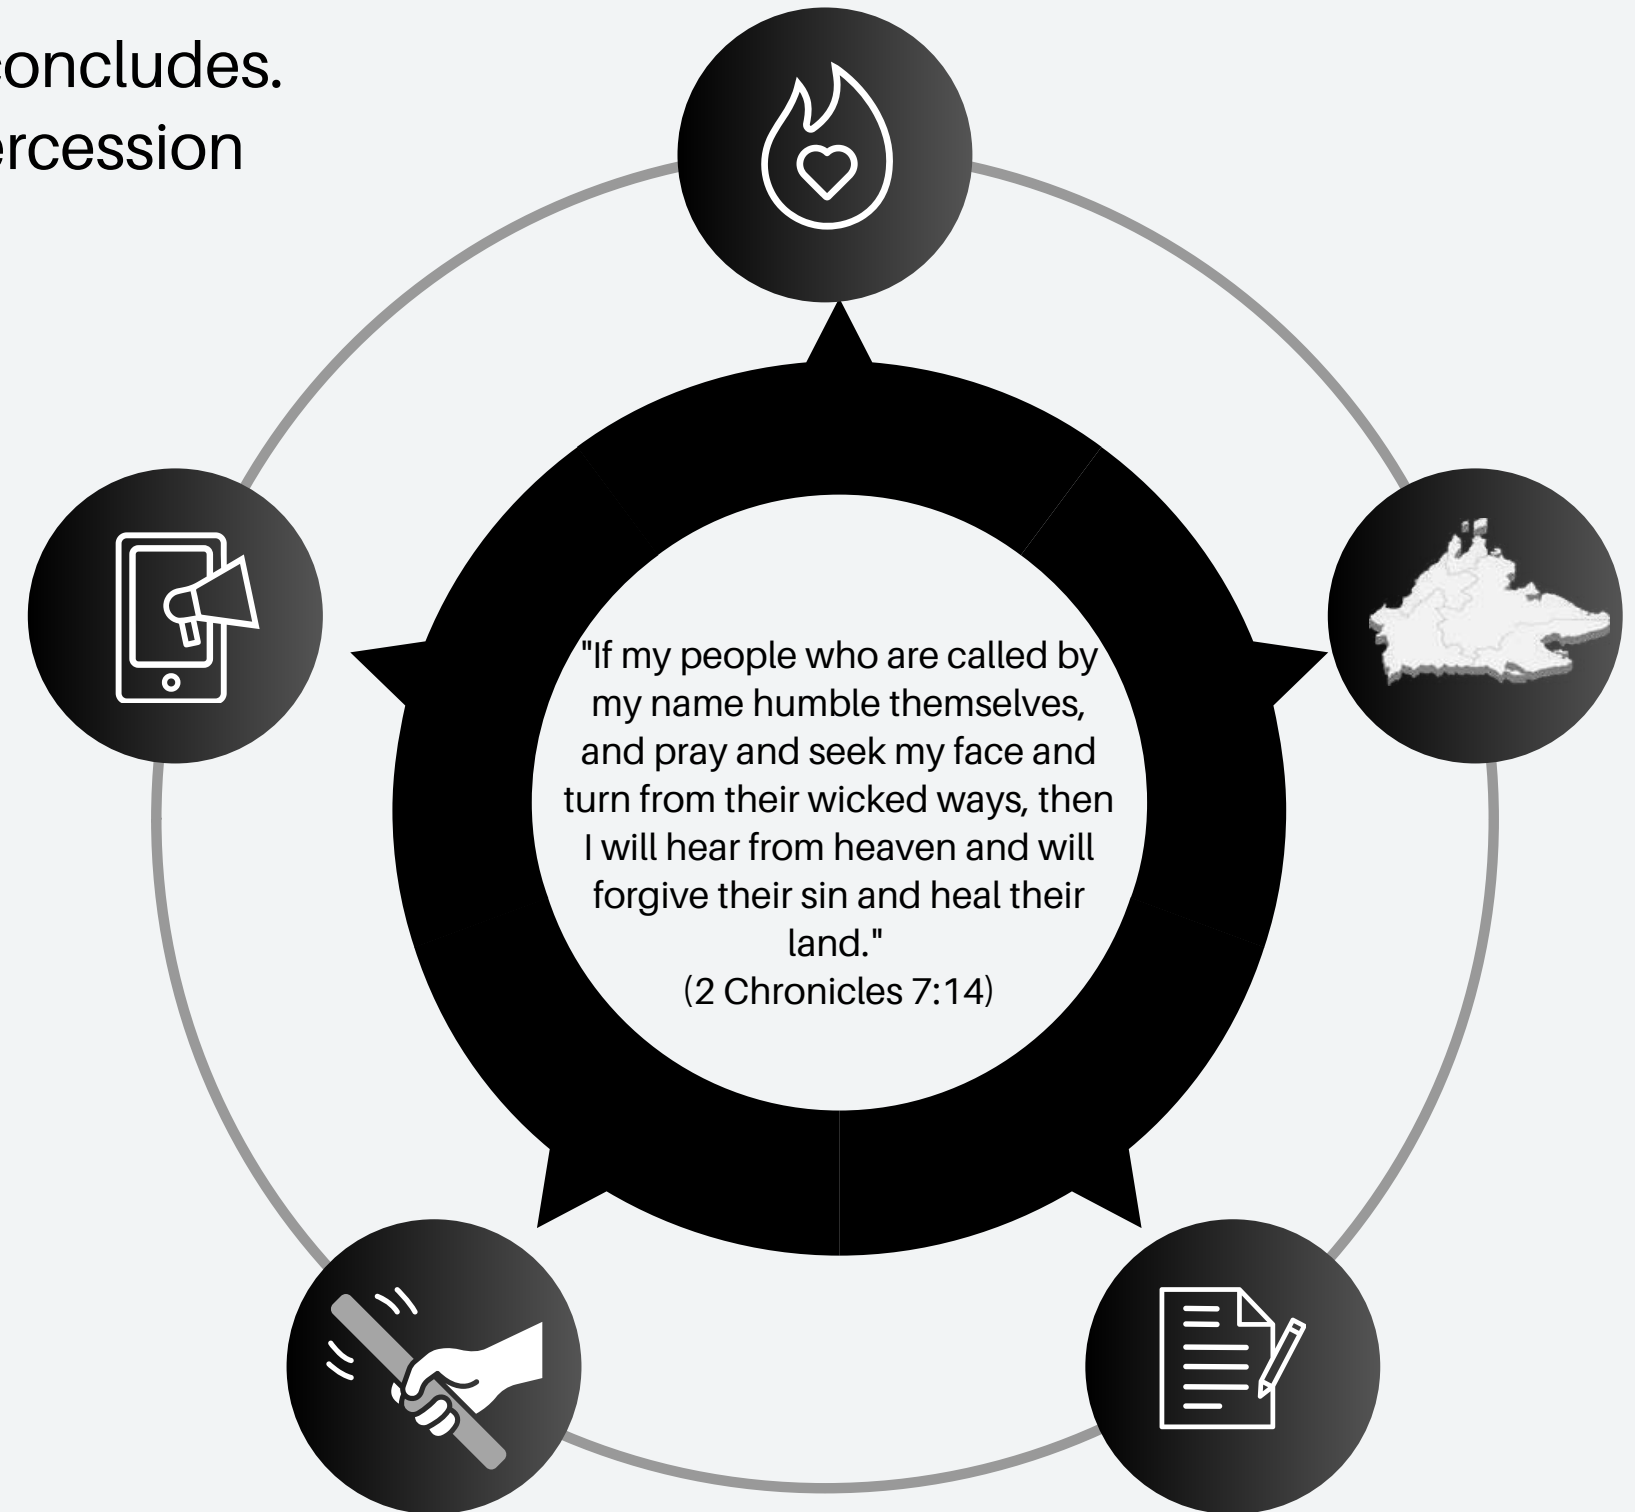 concludes.
ercession
"If my people who are called by
my name humble themselves,
and pray and seek my face and
turn from their wicked ways, then
I will hear from heaven and will
forgive their sin and heal their
land."
(2 Chronicles 7:14)